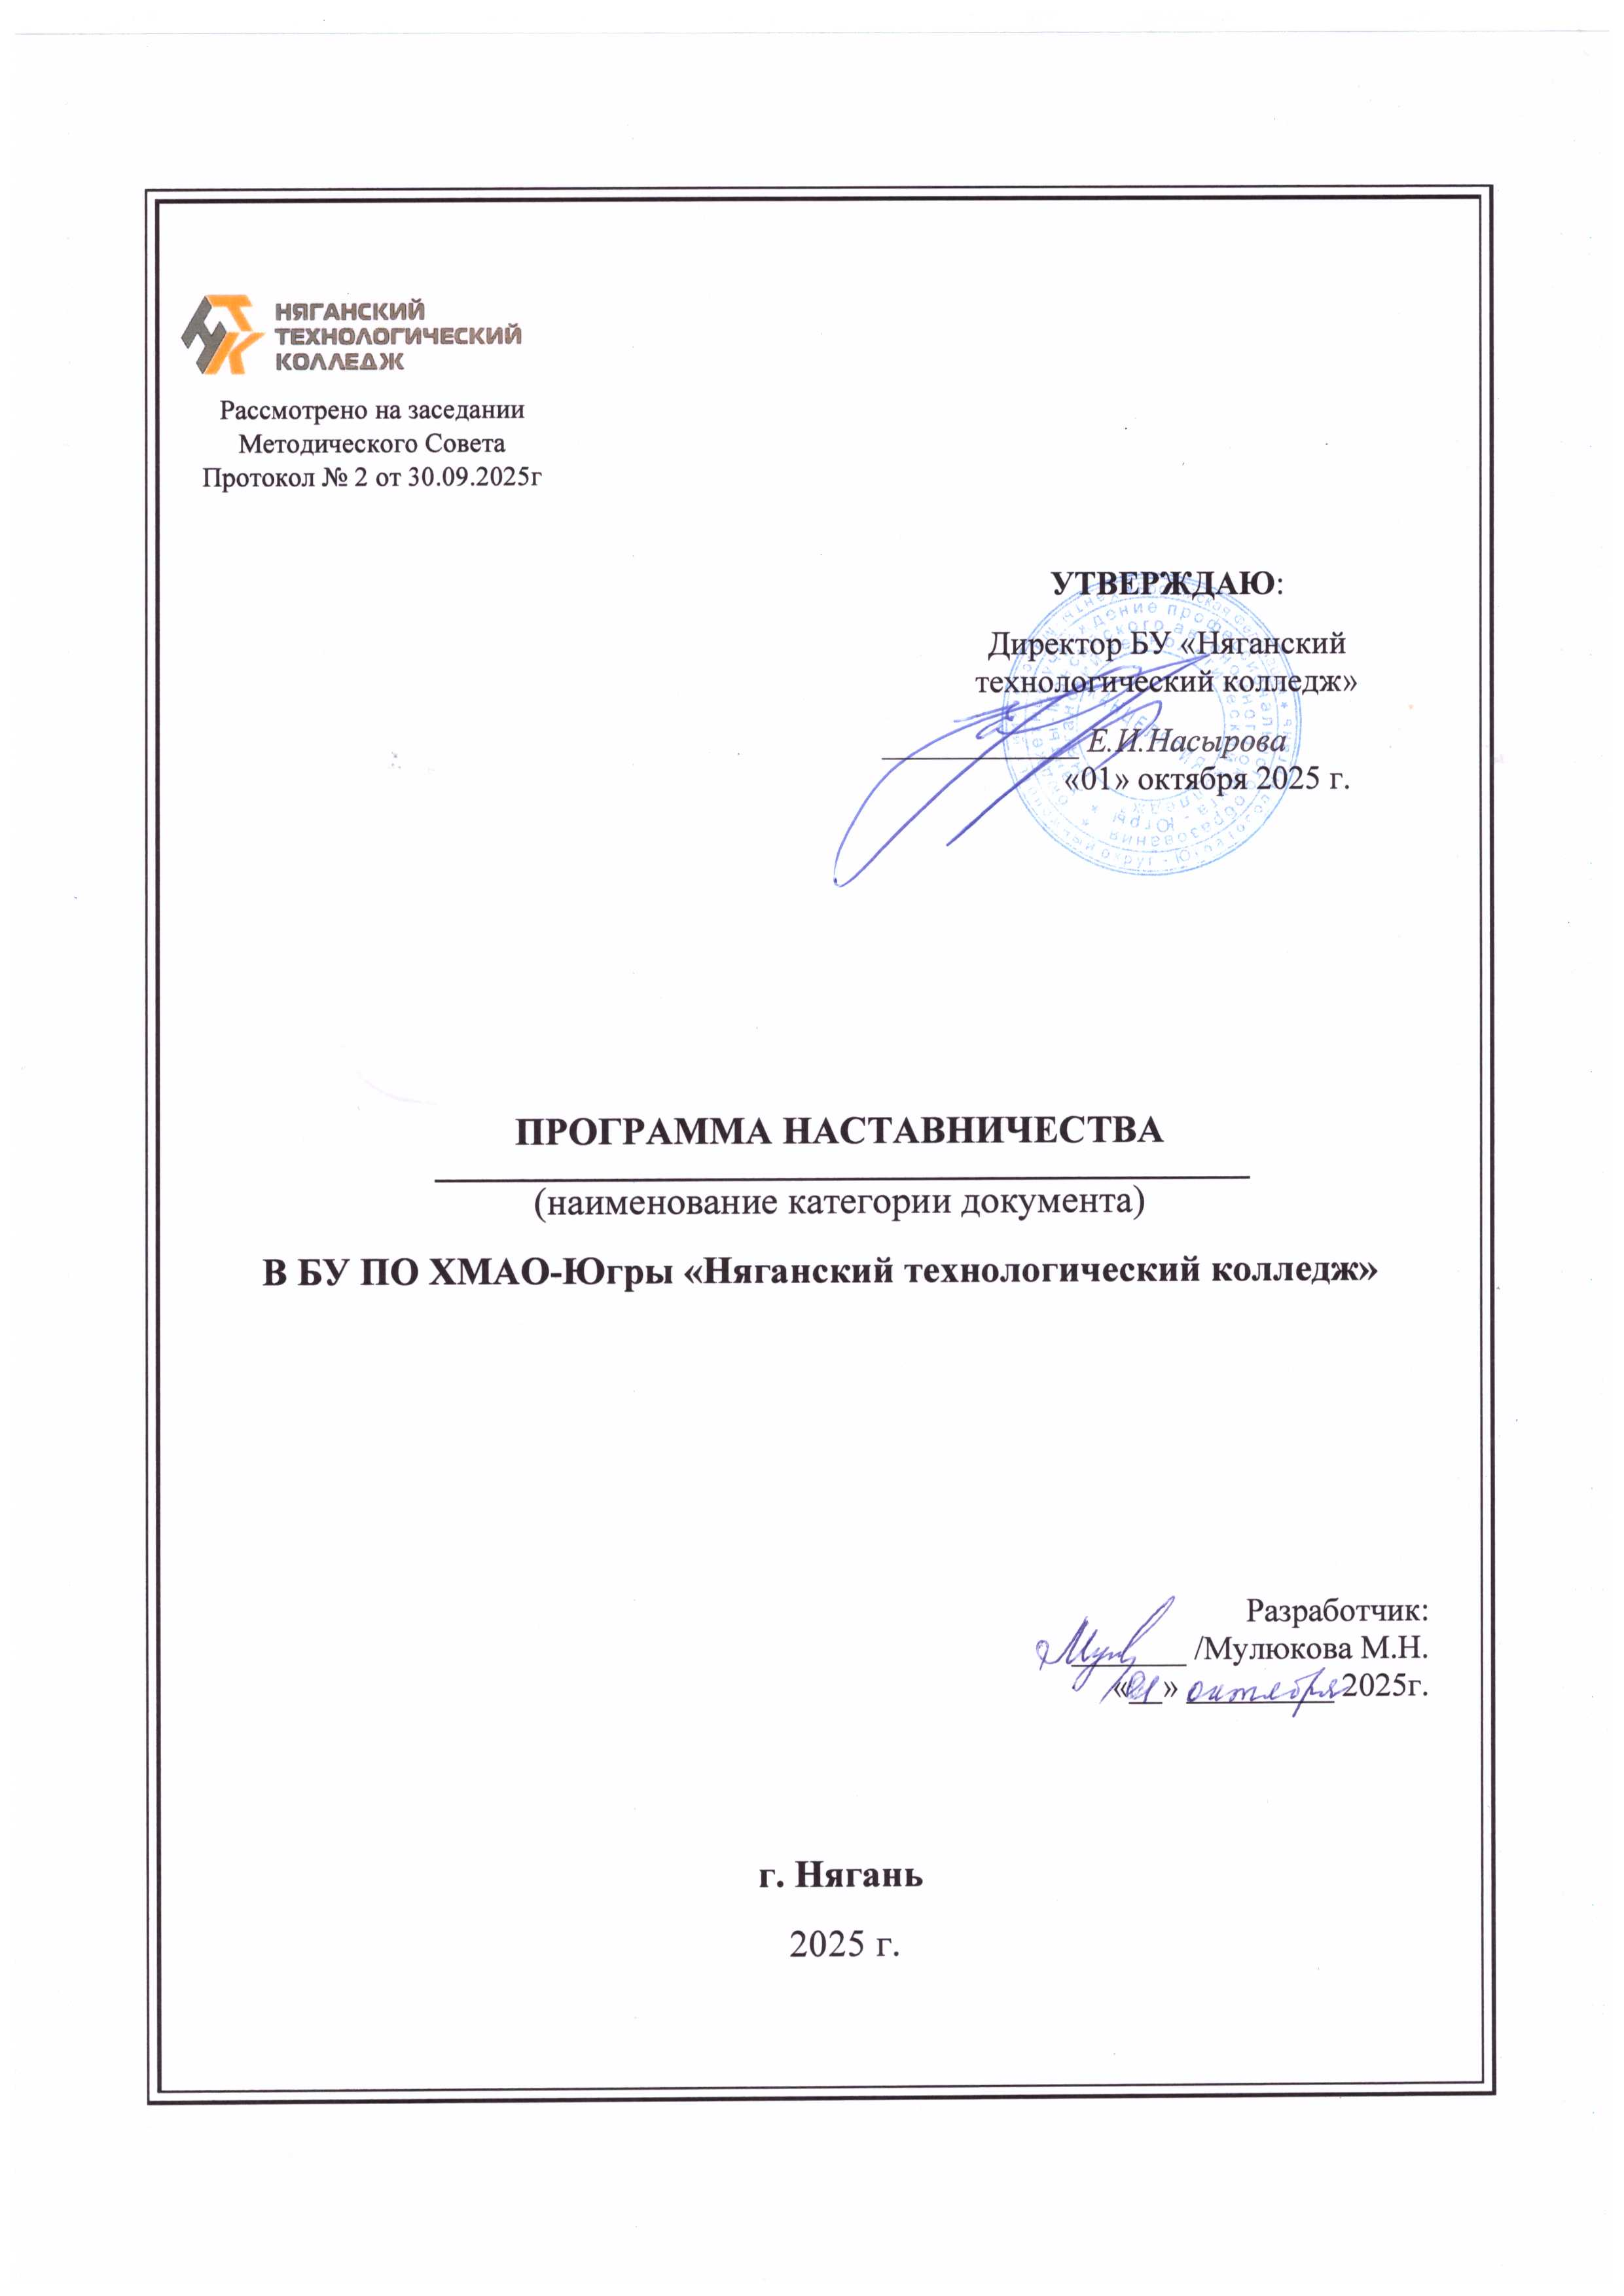 НЯГАНСКИЙ
ТЕХНОЛОГИЧЕСКИЙ
КОЛЛЕДЖ
Рассмотрено на заседании
Методического Совета
Протокол № 2 от 30.09.2025г
УТВЕРЖДАЮ:
Директор БУ «Няганский
технологический колледж»
____________ Е.И.Насырова
«01» октября 2025 г.
ПРОГРАММА НАСТАВНИЧЕСТВА
(наименование категории документа)
В БУ ПО ХМАО-Югры «Няганский технологический колледж»
Разработчик:
_______ /Мулюкова М.Н.
«01» октября 2025г.
г. Нягань
2025 г.